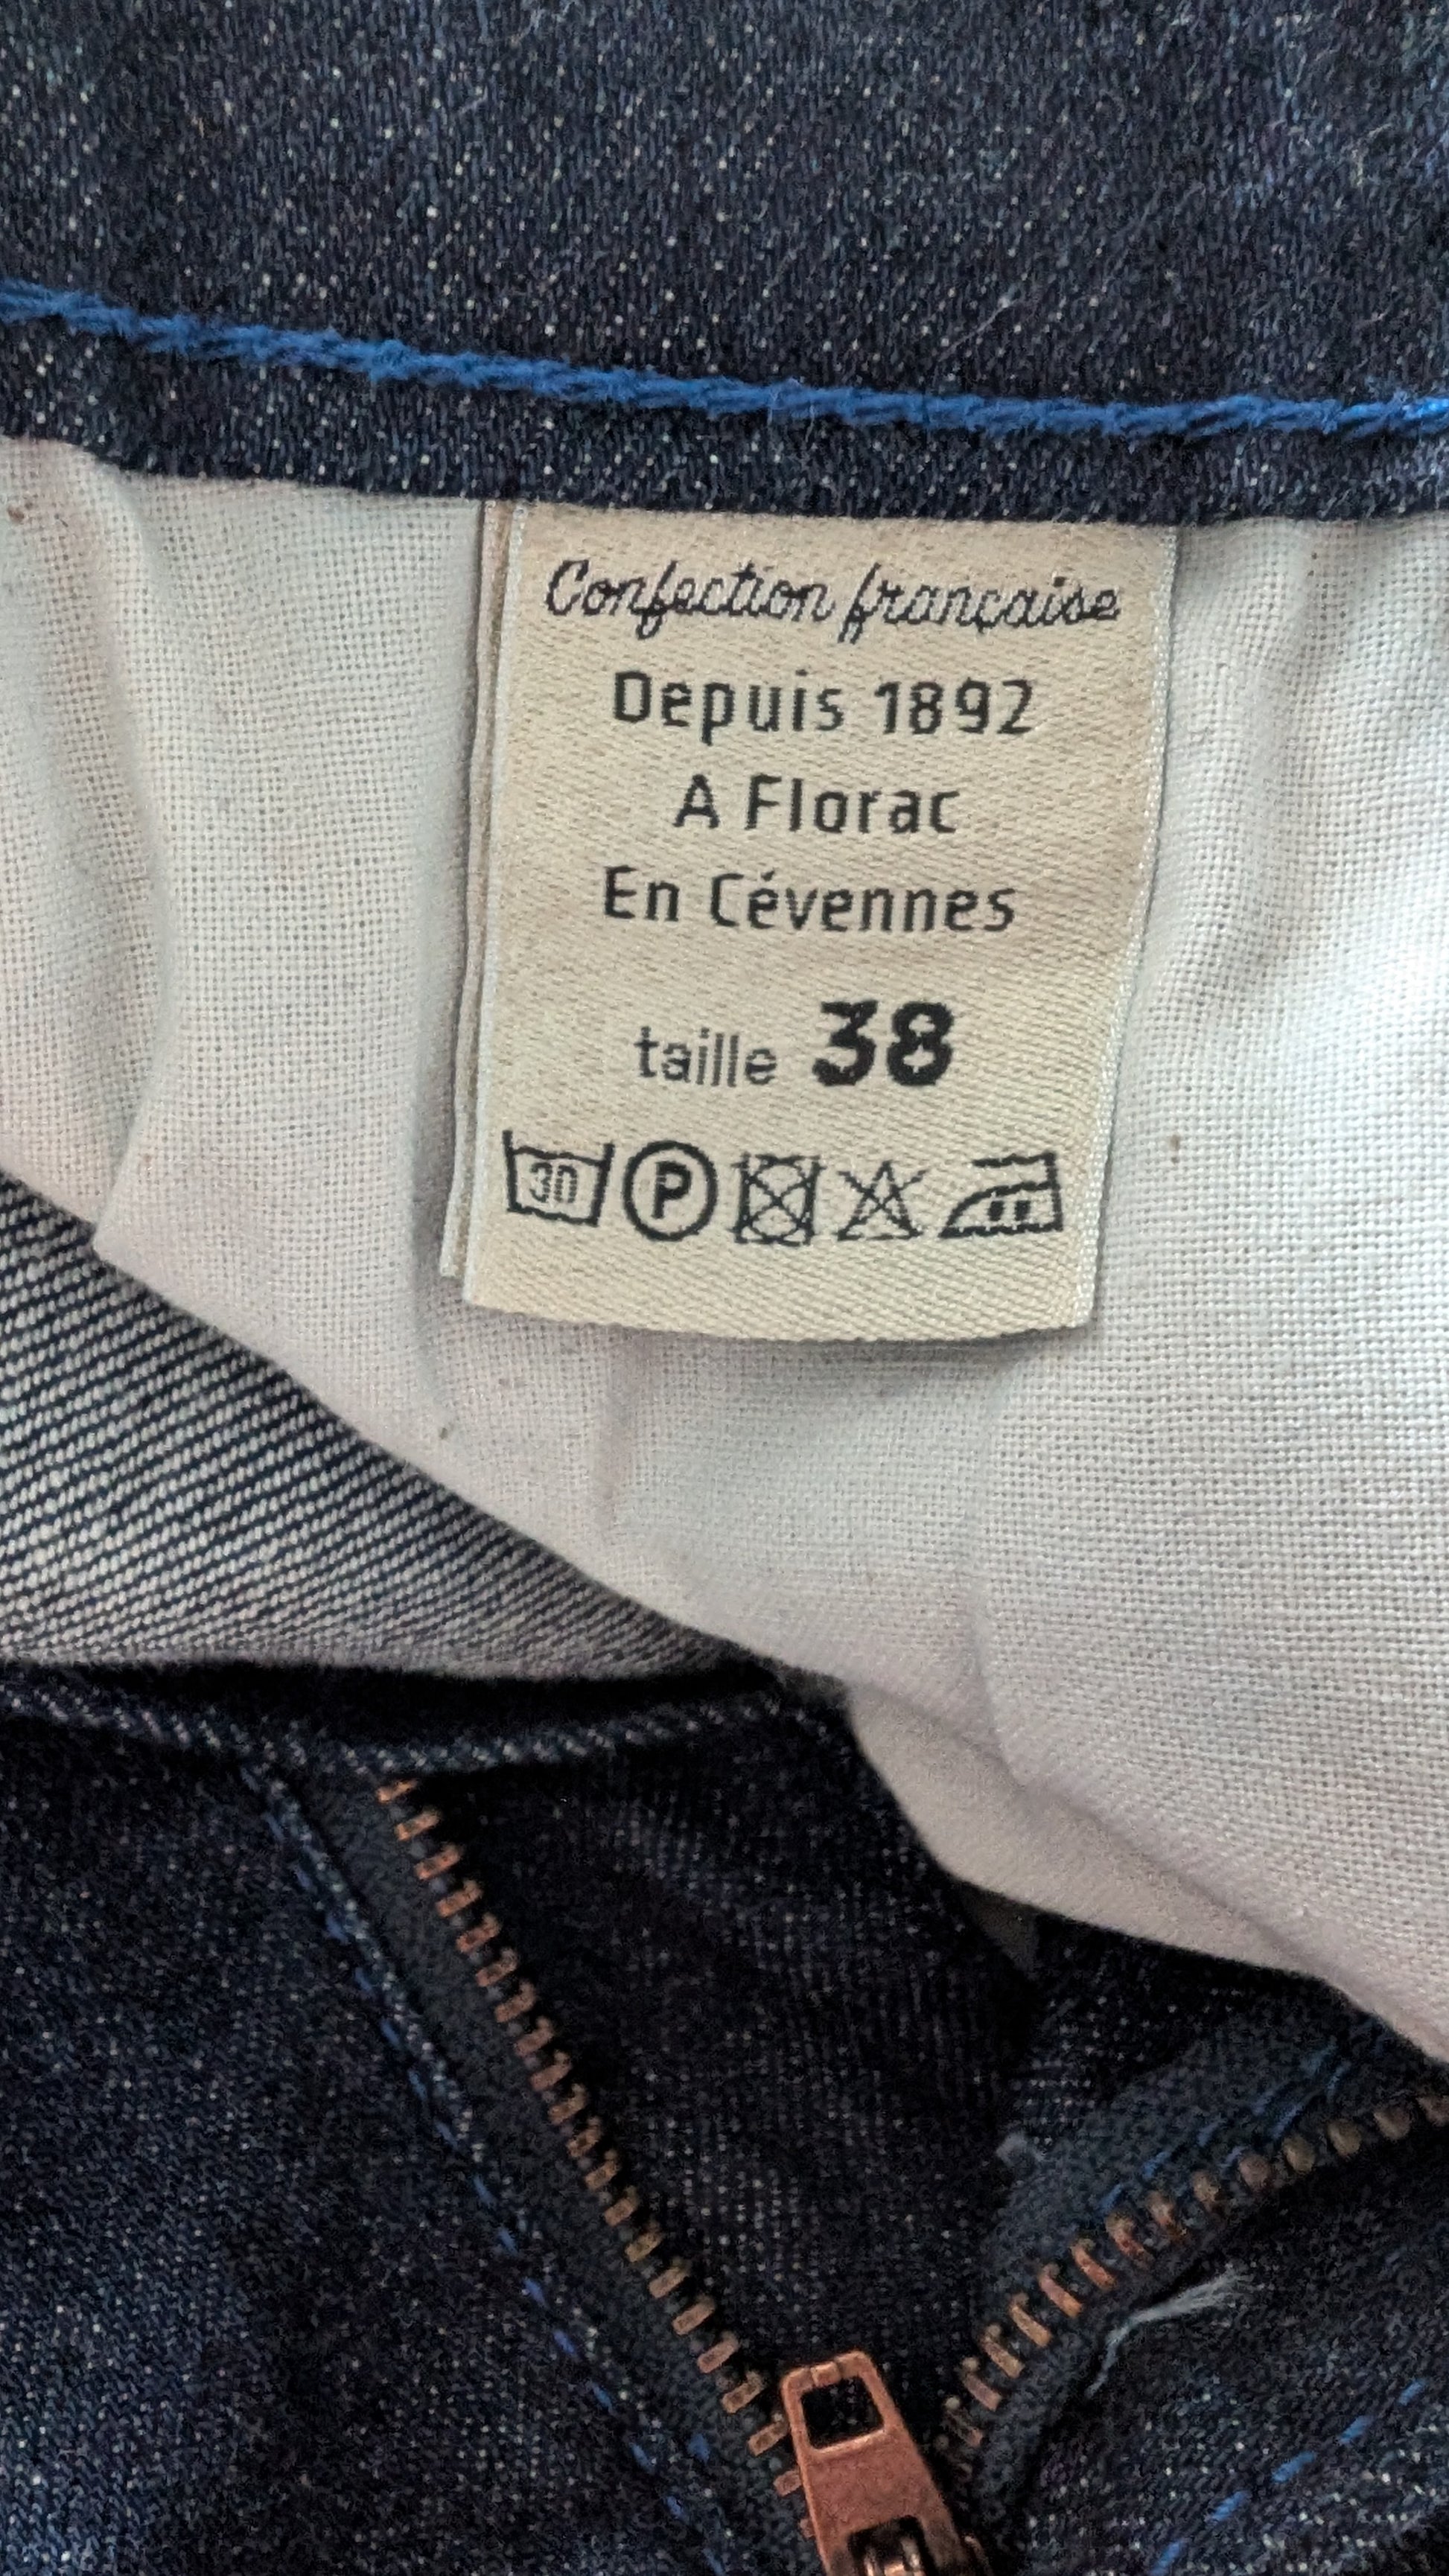 Confection française
Depuis 1892
A Florac
En Cévennes
taille 38
30 P